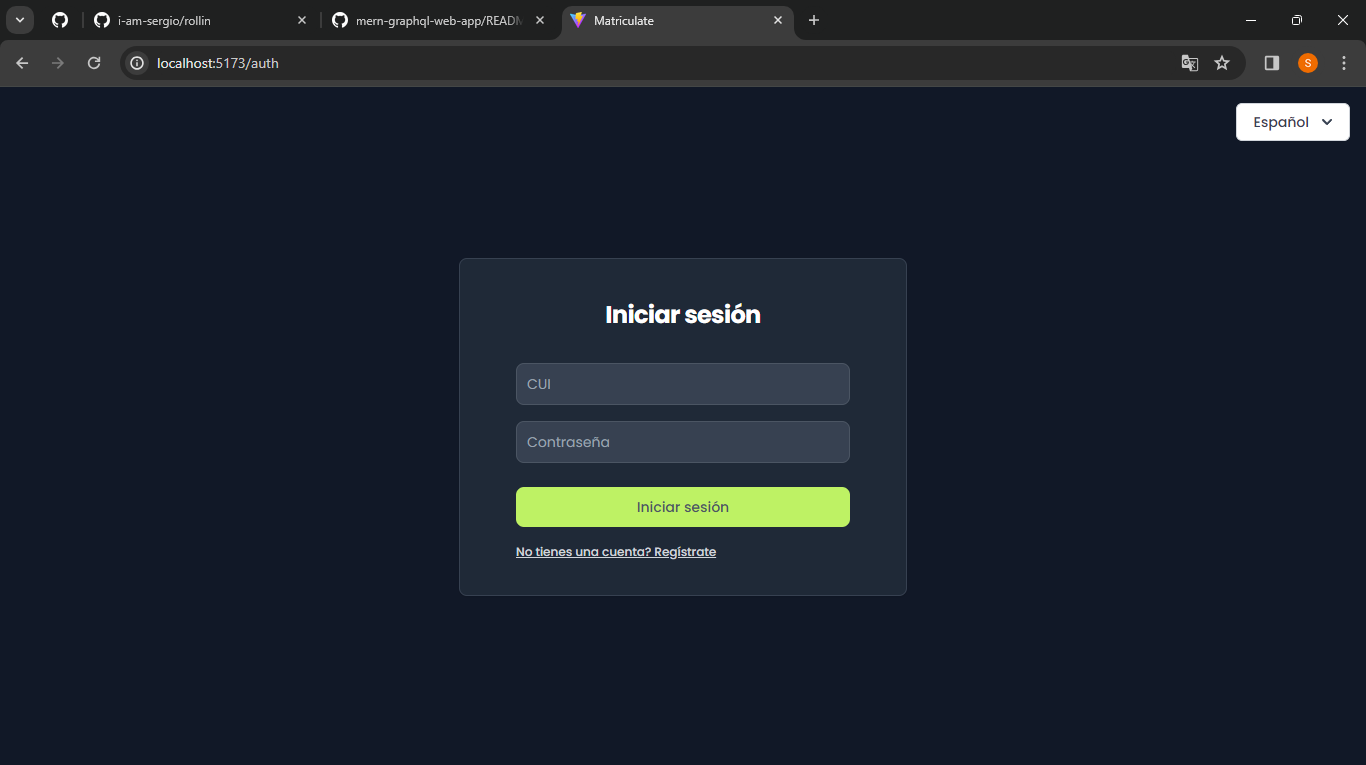 i-am-sergio/rollin
mern-graphql-web-app/READM
Matriculate
localhost:5173/auth
S
Español
Iniciar sesión
CUI
Contraseña
Iniciar sesión
No tienes una cuenta? Regístrate